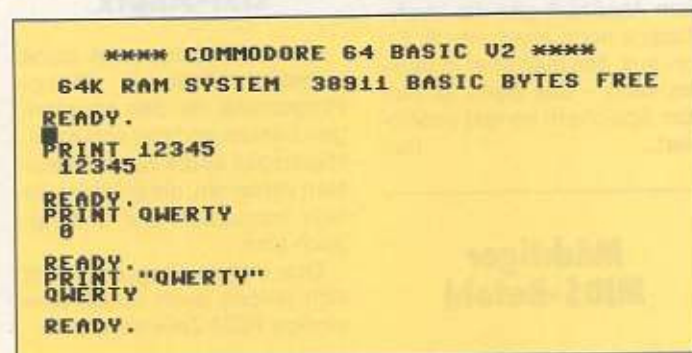 **** COMMODORE 64 BASIC V2 ****
64K RAM SYSTEM 38911 BASIC BYTES FREE
READY.
PRINT 12345
12345
READY.
PRINT QWERTY
0
READY.
PRINT "QWERTY"
QWERTY
READY.